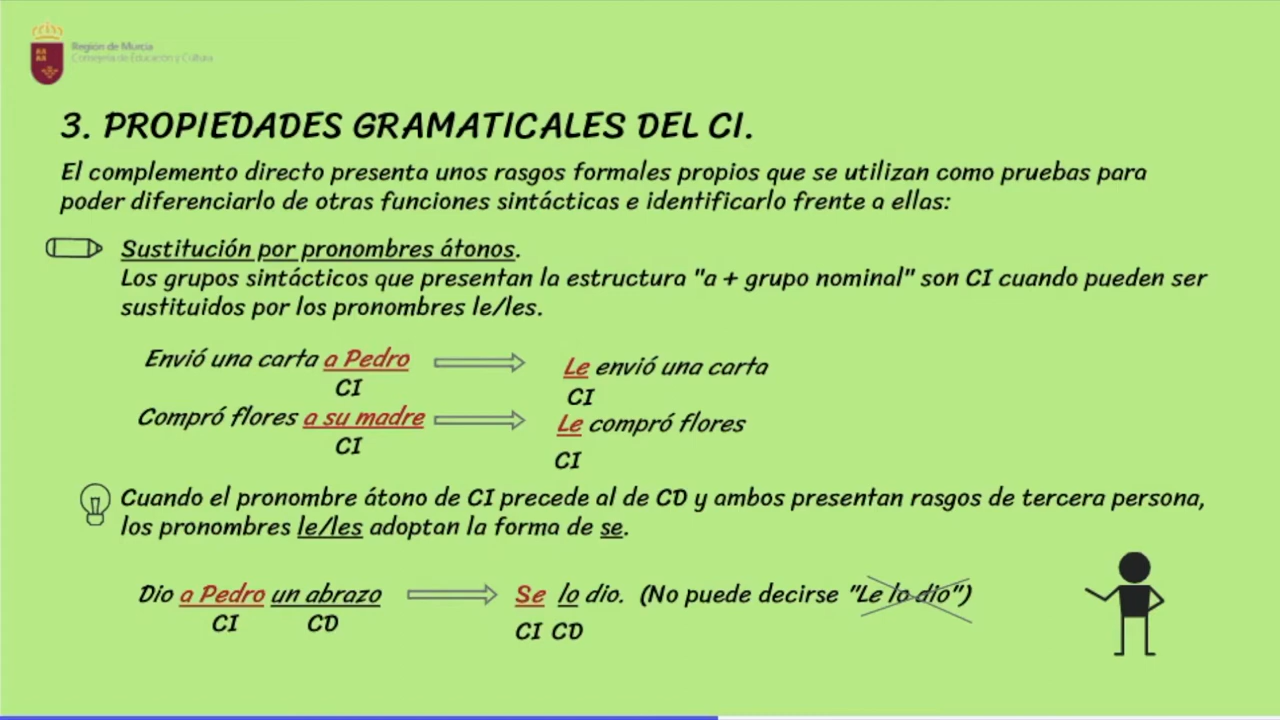 Región de Murcia
Consejería de Educación y Cultura
3. PROPIEDADES GRAMATICALES DEL CI.
El complemento directo presenta unos rasgos formales propios que se utilizan como pruebas para
poder diferenciarlo de otras funciones sintácticas e identificarlo frente a ellas:
Sustitución por pronombres átonos.
Los grupos sintácticos que presentan la estructura "a + grupo nominal" son CI cuando pueden ser
sustituidos por los pronombres le/les.
Envió una carta a Pedro
Le envió una carta
CI
CI
Compró flores a su madre
Le compró flores
CI
CI
Cuando el pronombre átono de CI precede al de CD y ambos presentan rasgos de tercera persona,
los pronombres le/les adoptan la forma de se.
Dio a Pedro un abrazo
Se lo dio. (No puede decirse "Le lo dio")
CI CD
CI CD